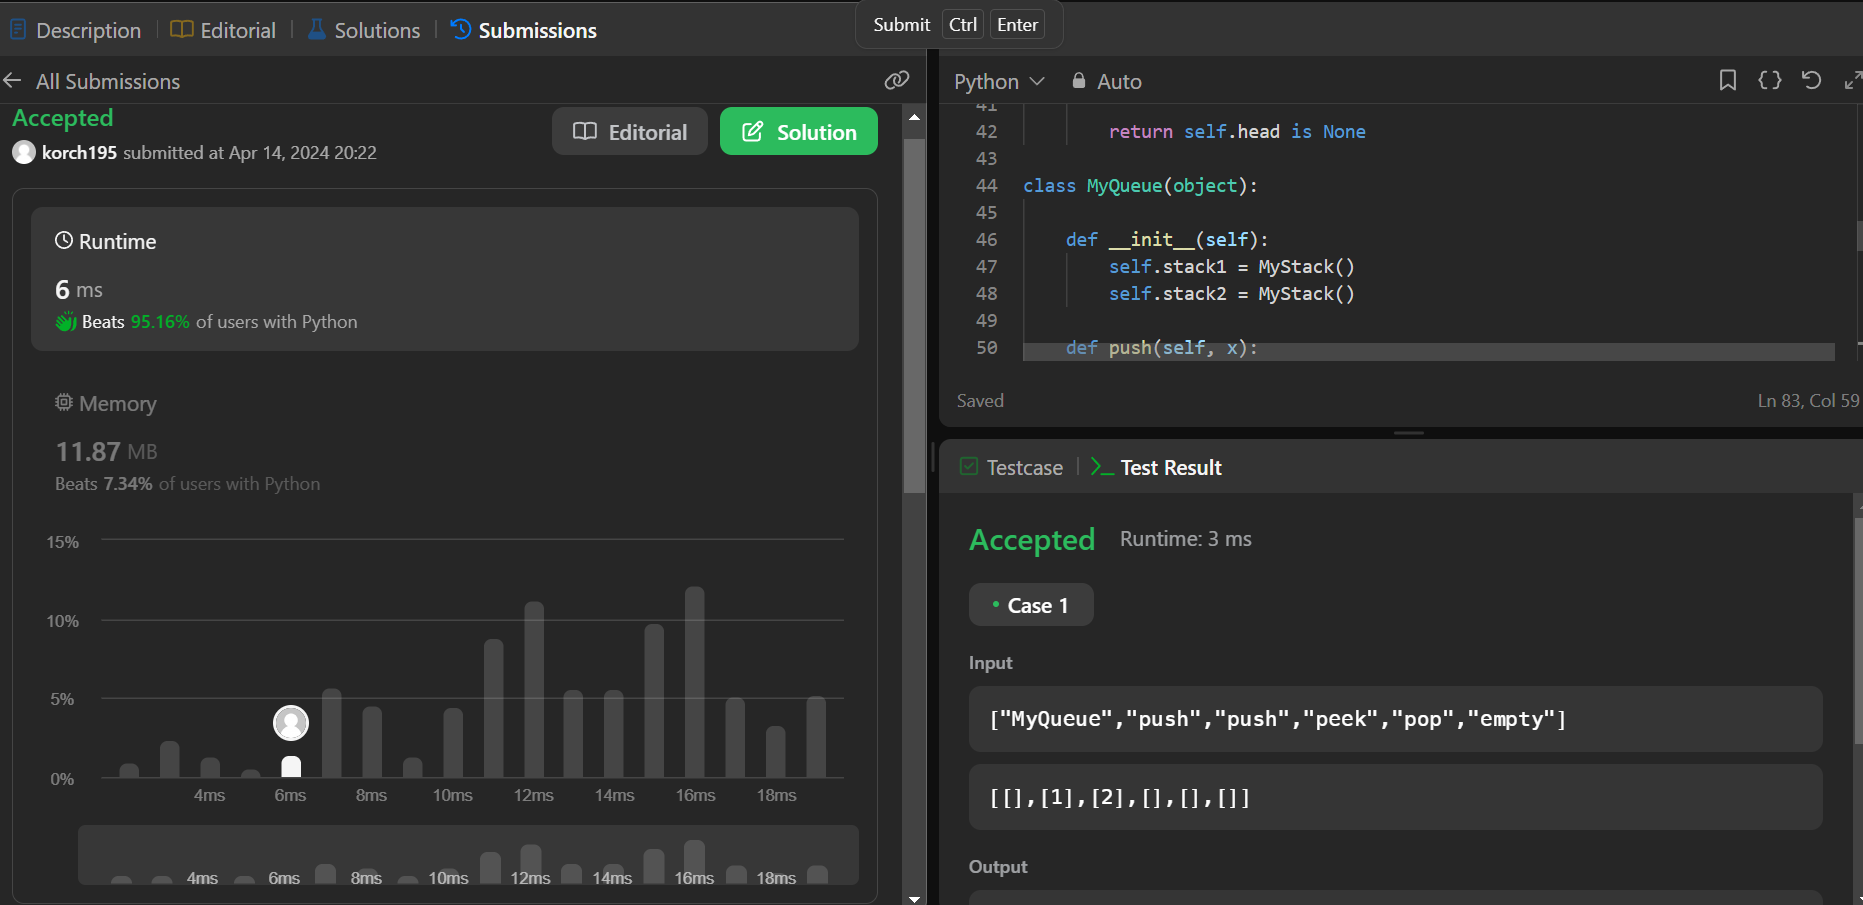 Description
Editorial
Solutions
Submissions
Submit Ctrl Enter
All Submissions
Accepted
korch195 submitted at Apr 14, 2024 20:22
Editorial
Solution
Runtime
6 ms
Beats 95.16% of users with Python
Memory
11.87 MB
Beats 7.34% of users with Python
15%
10%
5%
0%
4ms 6ms 8ms 10ms 12ms 14ms 16ms 18ms
4ms 6ms 8ms 10ms 12ms 14ms 16ms 18ms
Python Auto
41
42 return self.head is None
43
44 class MyQueue(object):
45
46 def __init__(self):
47 self.stack1 = MyStack()
48 self.stack2 = MyStack()
49
50 def push(self, x):
Saved
Ln 83, Col 59
Testcase
>_ Test Result
Accepted Runtime: 3 ms
• Case 1
Input
["MyQueue","push","push","peek","pop","empty"]
[[],[1],[2],[],[],[]]
Output